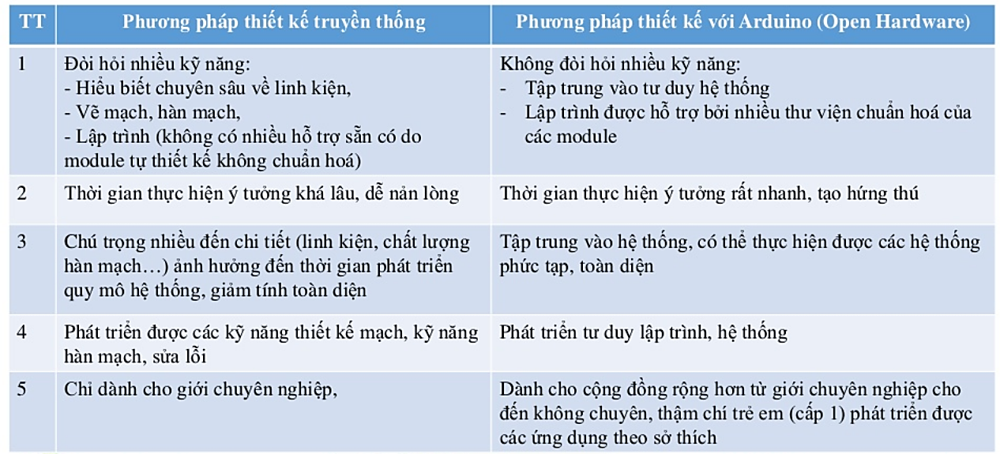 TT
Phương pháp thiết kế truyền thống
Phương pháp thiết kế với Arduino (Open Hardware)
1
Đòi hỏi nhiều kỹ năng:
- Hiểu biết chuyên sâu về linh kiện,
- Vẽ mạch, hàn mạch,
- Lập trình (không có nhiều hỗ trợ sẵn có do
module tự thiết kế không chuẩn hoá)
Không đòi hỏi nhiều kỹ năng:
- Tập trung vào tư duy hệ thống
- Lập trình được hỗ trợ bởi nhiều thư viện chuẩn hoá của
các module
2
Thời gian thực hiện ý tưởng khá lâu, dễ nản lòng
Thời gian thực hiện ý tưởng rất nhanh, tạo hứng thú
3
Chú trọng nhiều đến chi tiết (linh kiện, chất lượng
hàn mạch…) ảnh hưởng đến thời gian phát triển
quy mô hệ thống, giảm tính toàn diện
Tập trung vào hệ thống, có thể thực hiện được các hệ thống
phức tạp, toàn diện
4
Phát triển được các kỹ năng thiết kế mạch, kỹ năng
hàn mạch, sửa lỗi
Phát triển tư duy lập trình, hệ thống
5
Chỉ dành cho giới chuyên nghiệp,
Dành cho cộng đồng rộng hơn từ giới chuyên nghiệp cho
đến không chuyên, thậm chí trẻ em (cấp 1) phát triển được
các ứng dụng theo sở thích